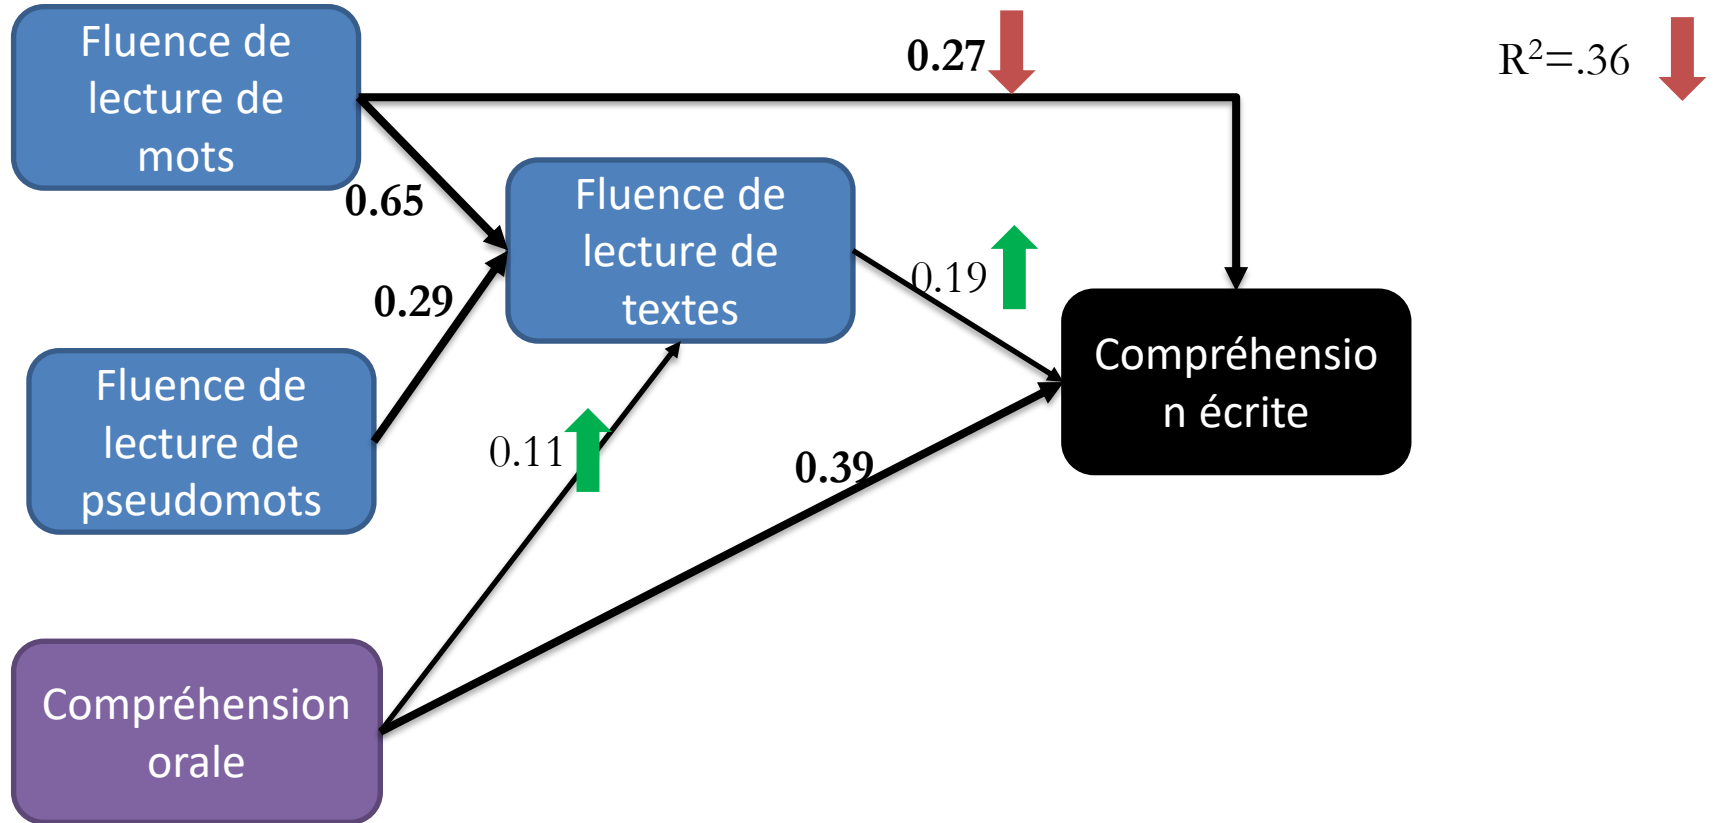 Fluence de
lecture de
mots
0.27
R²=.36
0.65
Fluence de
lecture de
textes
0.29
0.19
Fluence de
lecture de
pseudomots
Compréhensio
n écrite
0.11
0.39
Compréhension
orale